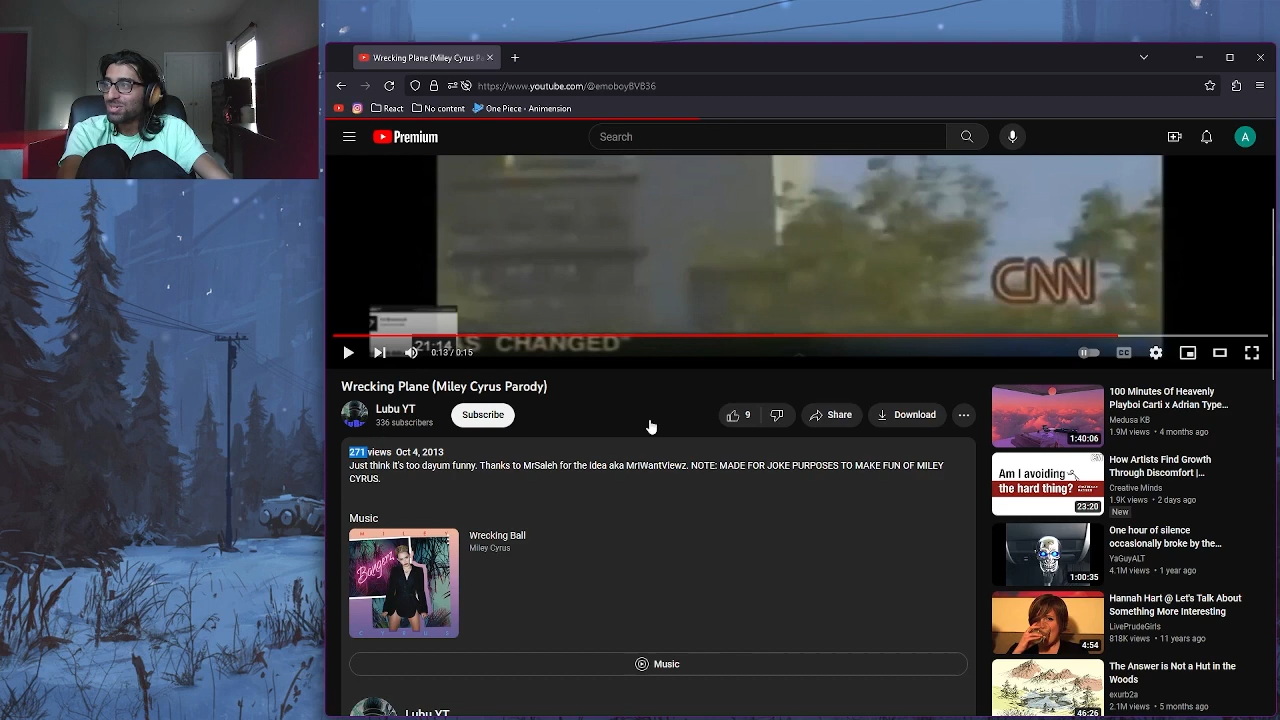 Wrecking Plane (Miley Cyrus P
https://www.youtube.com/@emoboyBVB36
React
No content
One Piece - Animension
Premium
Search
A
CNN
AS CHANGED"
21:14
0:13 / 0:15
CC
Wrecking Plane (Miley Cyrus Parody)
Lubu YT
336 subscribers
Subscribe
9
Share
Download
271 views Oct 4, 2013
Just think it's too dayum funny. Thanks to MrSaleh for the idea aka MrIWantViewz. NOTE: MADE FOR JOKE PURPOSES TO MAKE FUN OF MILEY
CYRUS.
Music
MILEY
Bangerz
CYRUS
Wrecking Ball
Miley Cyrus
Music
Lubu YT
1:40:06
100 Minutes Of Heavenly
Playboi Carti x Adrian Type...
Medusa KB
1.9M views • 4 months ago
Am I avoiding
the hard thing?
23:20
How Artists Find Growth
Through Discomfort |...
Creative Minds
1.9K views • 2 days ago
New
1:00:35
One hour of silence
occasionally broke by the...
YaGuyALT
4.1M views • 1 year ago
4:54
Hannah Hart @ Let's Talk About
Something More Interesting
LivePrudeGirls
818K views • 11 years ago
46:26
The Answer is Not a Hut in the
Woods
exurb2a
2.1M views • 5 months ago